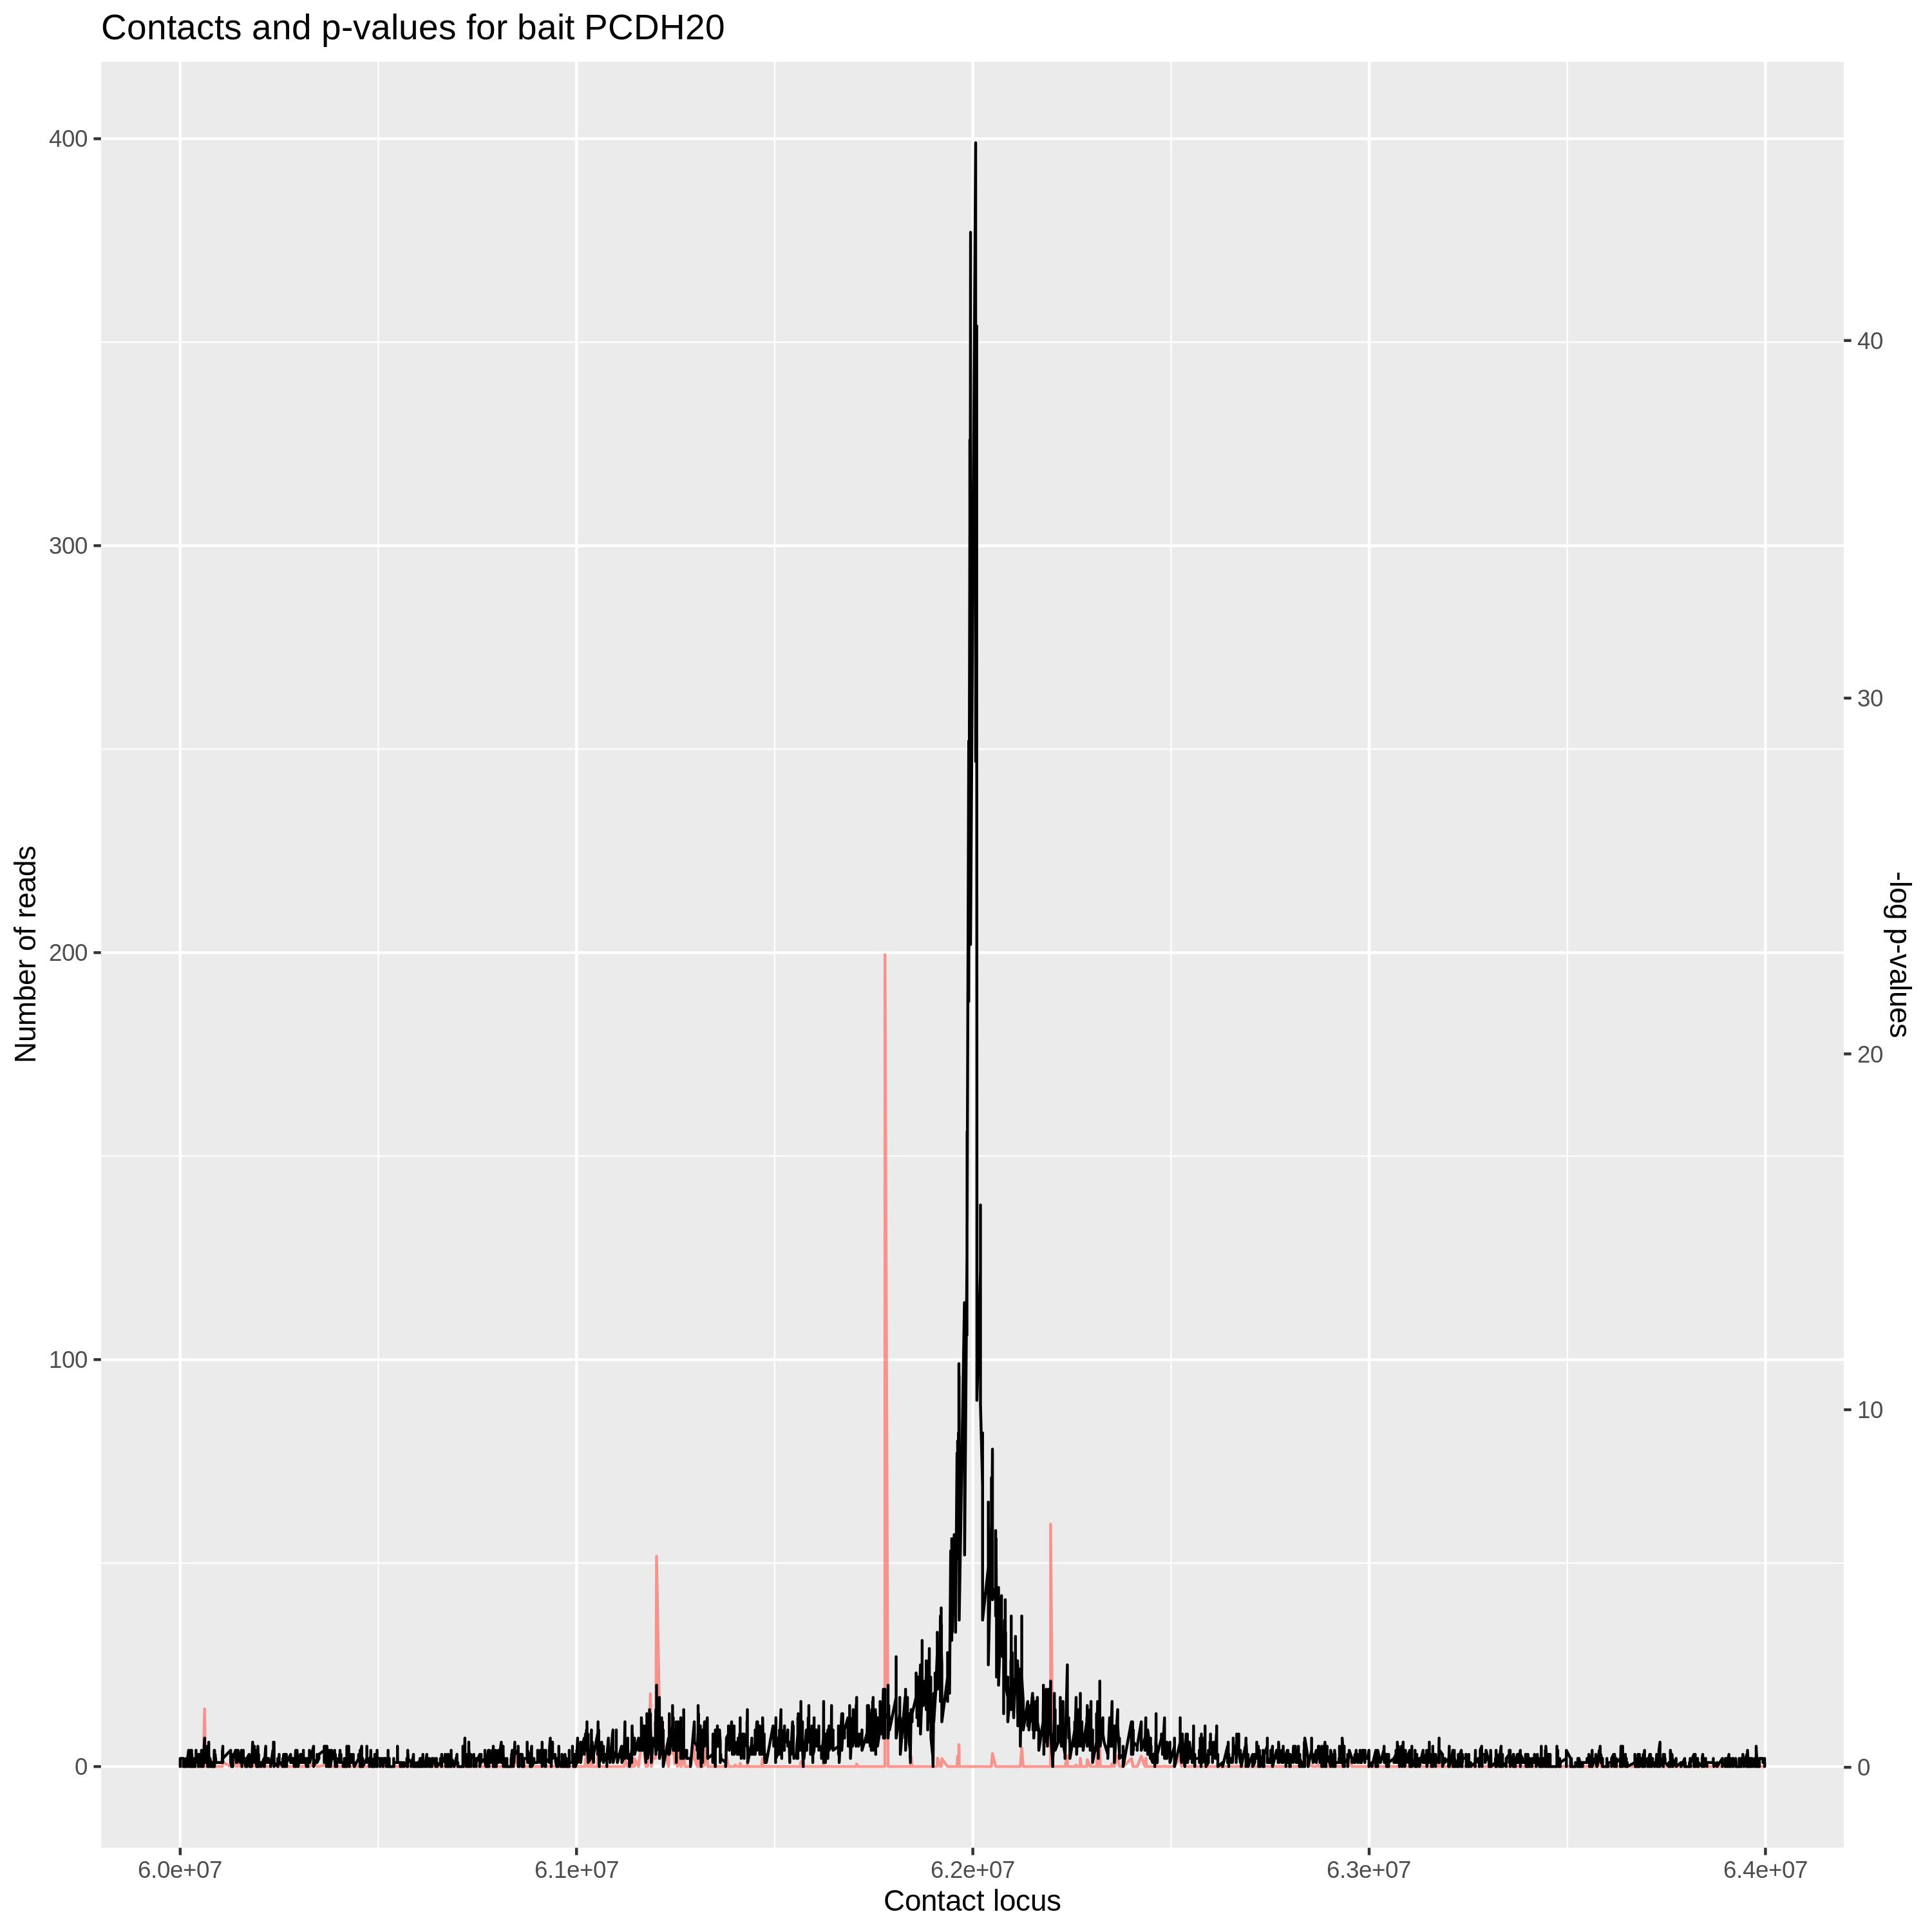 Contacts and p-values for bait PCDH20
400
300
200
100
0
Number of reads
40
30
20
10
0
-log p-values
6.0e+07
6.1e+07
6.2e+07
6.3e+07
6.4e+07
Contact locus